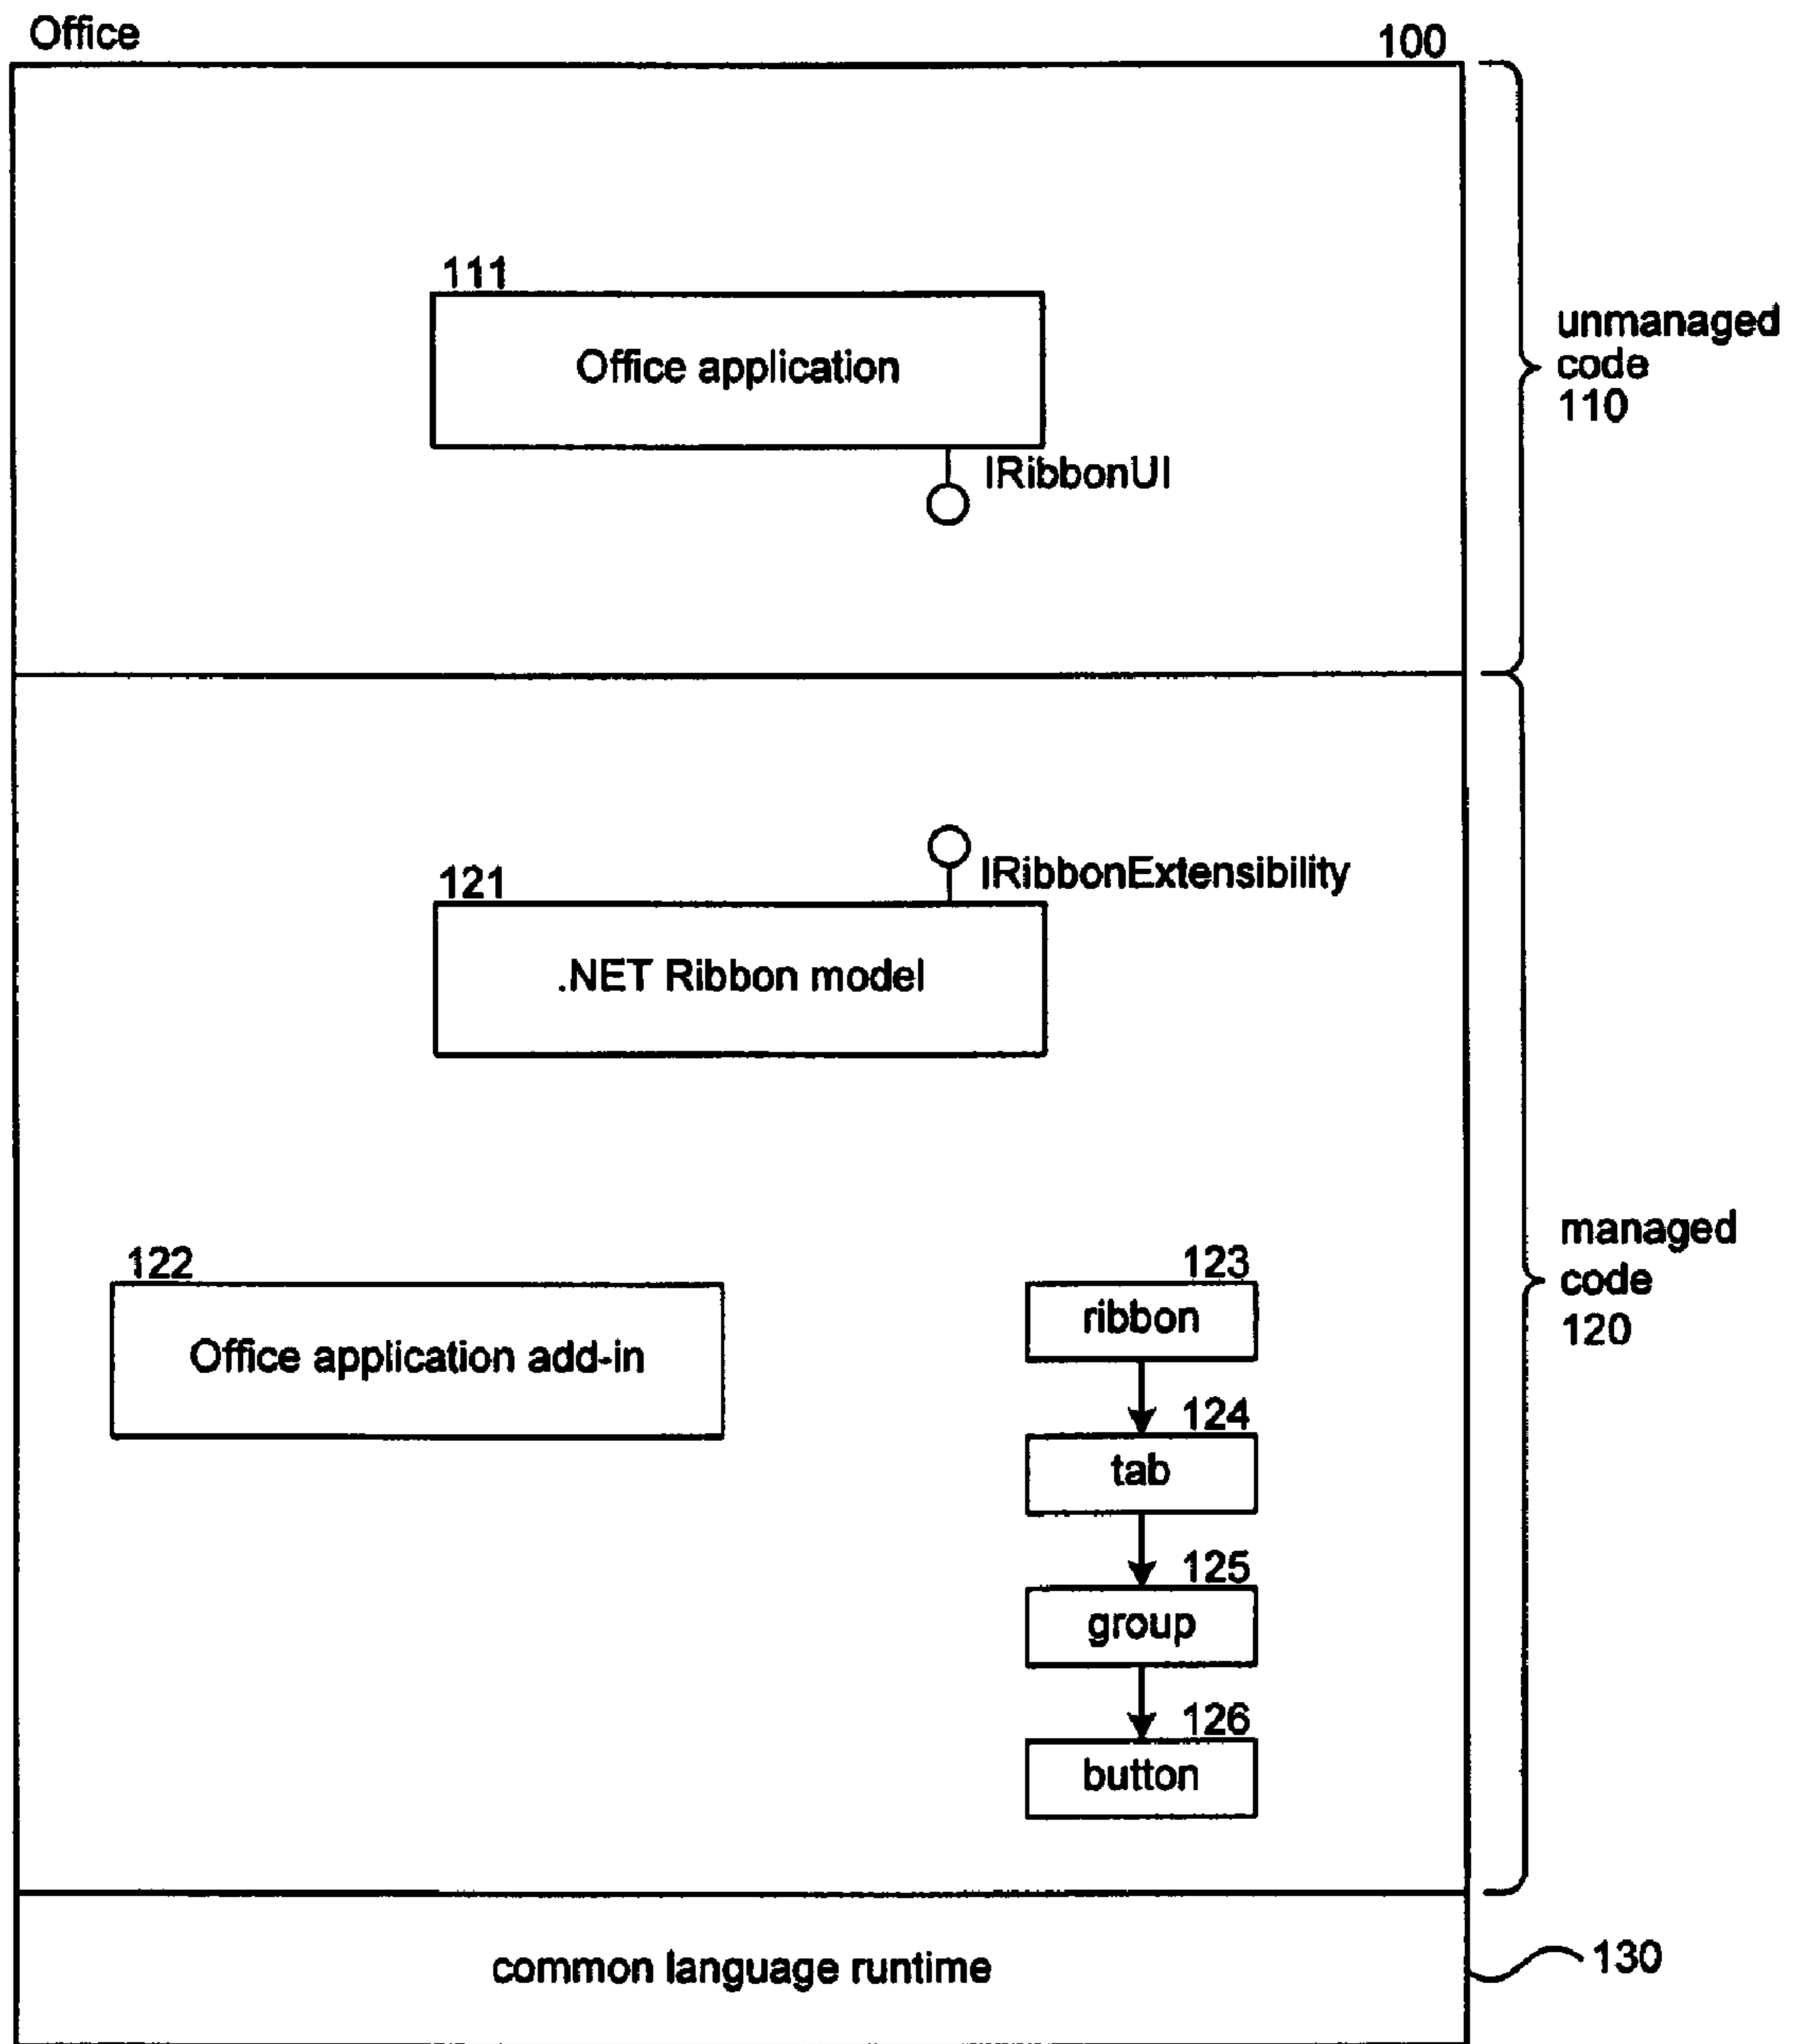 Office
100
111
Office application
IRibbonUI
unmanaged
code
110
IRibbonExtensibility
121
.NET Ribbon model
122
Office application add-in
123
ribbon
124
tab
125
group
126
button
managed
code
120
common language runtime
130